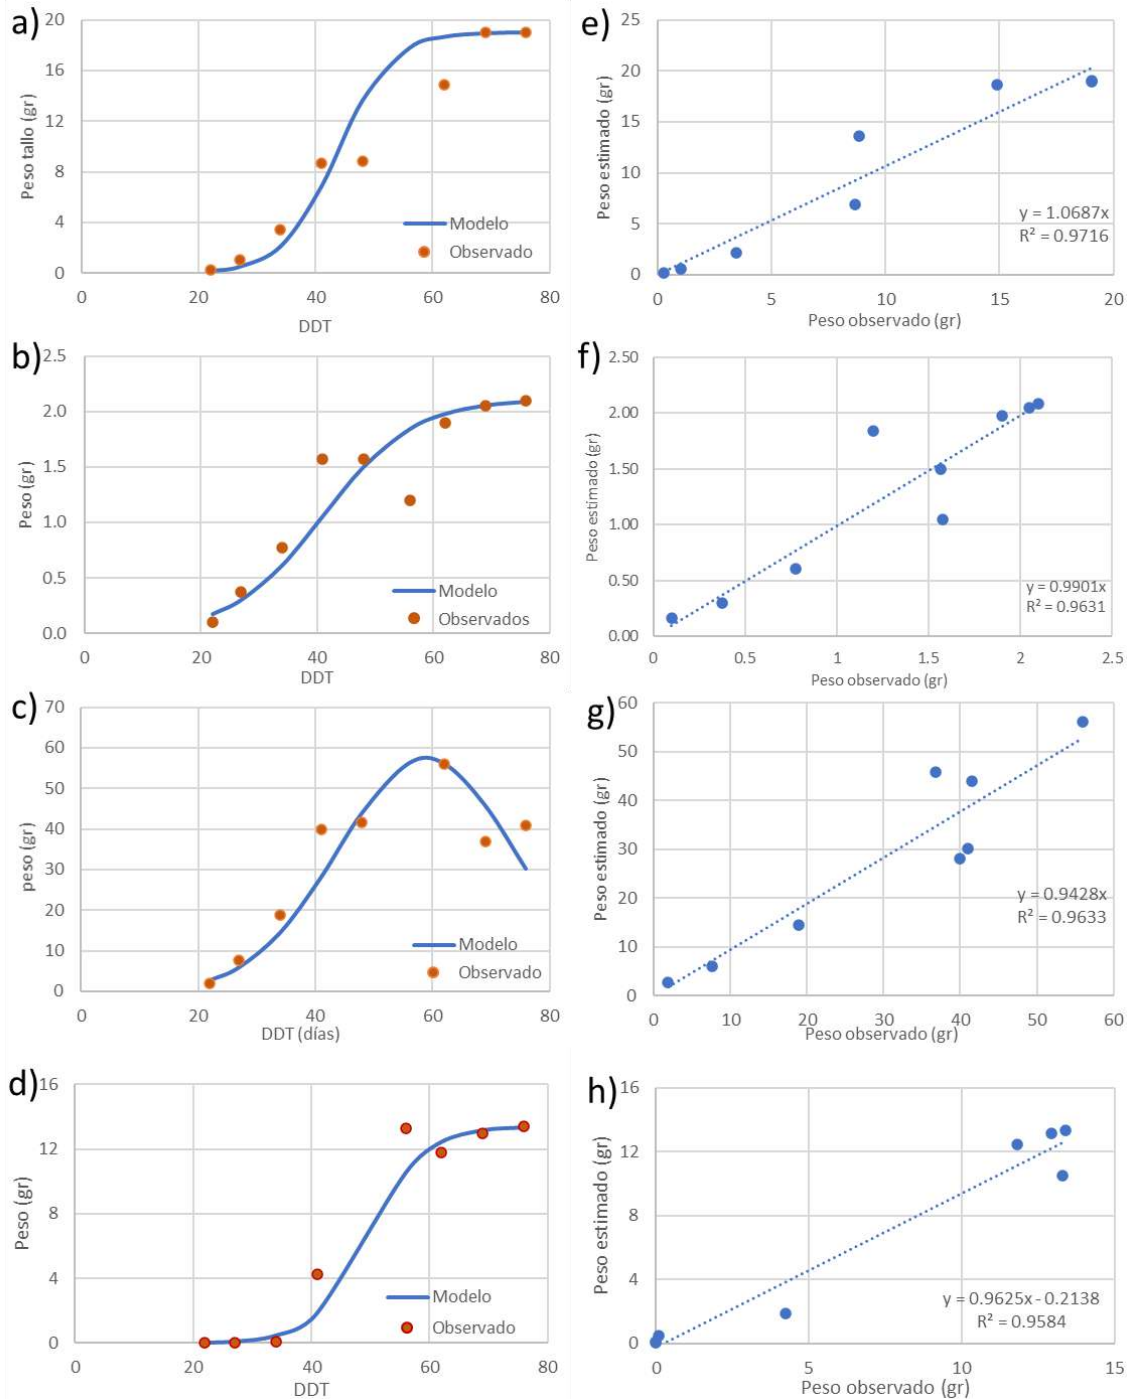 a)
20
16
12
8
4
0
Peso tallo (gr)
Modelo
Observado
0 20 40 60 80
DDT
e)
25
20
15
10
5
0
Peso estimado (gr)
y = 1.0687x
R² = 0.9716
0 5 10 15 20
Peso observado (gr)
b)
2.5
2.0
1.5
1.0
0.5
0.0
Peso (gr)
Modelo
Observados
0 20 40 60 80
DDT
f)
2.50
2.00
1.50
1.00
0.50
0.00
Peso estimado (gr)
y = 0.9901x
R² = 0.9631
0 0.5 1 1.5 2 2.5
Peso observado (gr)
c)
70
60
50
40
30
20
10
0
peso (gr)
Modelo
Observado
0 20 40 60 80
DDT (días)
g)
60
50
40
30
20
10
0
Peso estimado (gr)
y = 0.9428x
R² = 0.9633
0 10 20 30 40 50 60
Peso observado (gr)
d)
16
12
8
4
0
Peso (gr)
Modelo
Observado
0 20 40 60 80
DDT
h)
16
12
8
4
0
Peso estimado (gr)
y = 0.9625x - 0.2138
R² = 0.9584
0 5 10 15
Peso observado (gr)